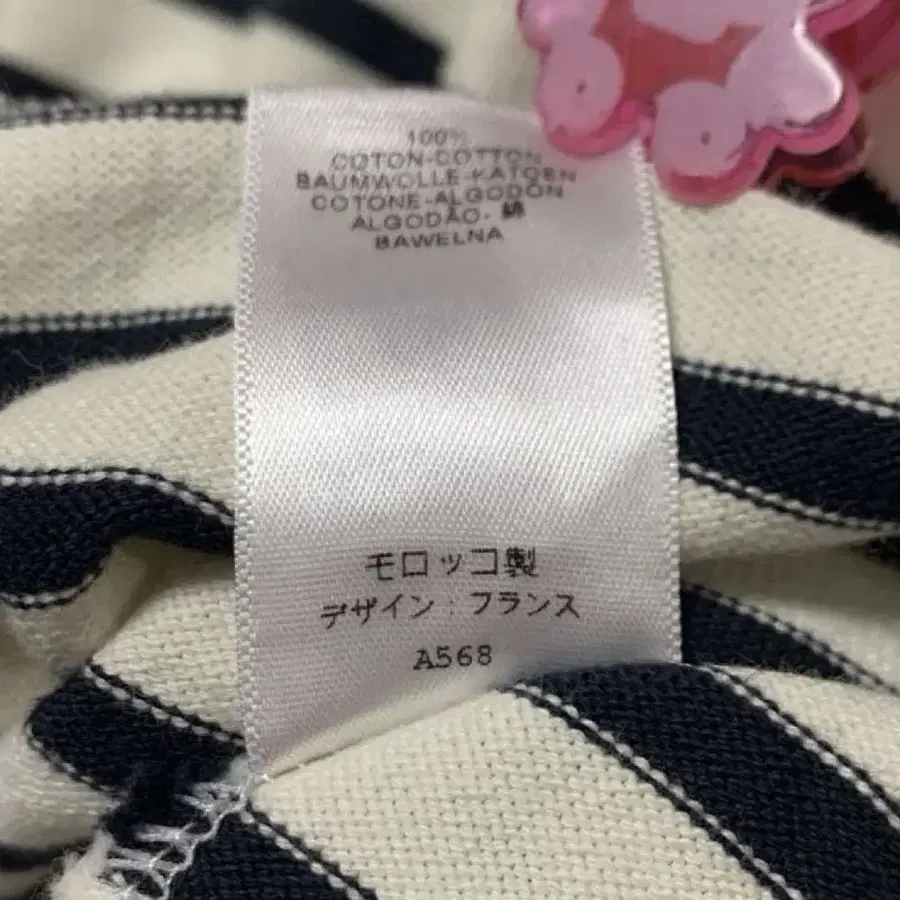 100%
COTON-COTTON
BAUMWOLLE-KATOEN
COTONE-ALGODÓN
ALGODÃO- 綿
BAWELNA
モロッコ製
デザイン：フランス
A568